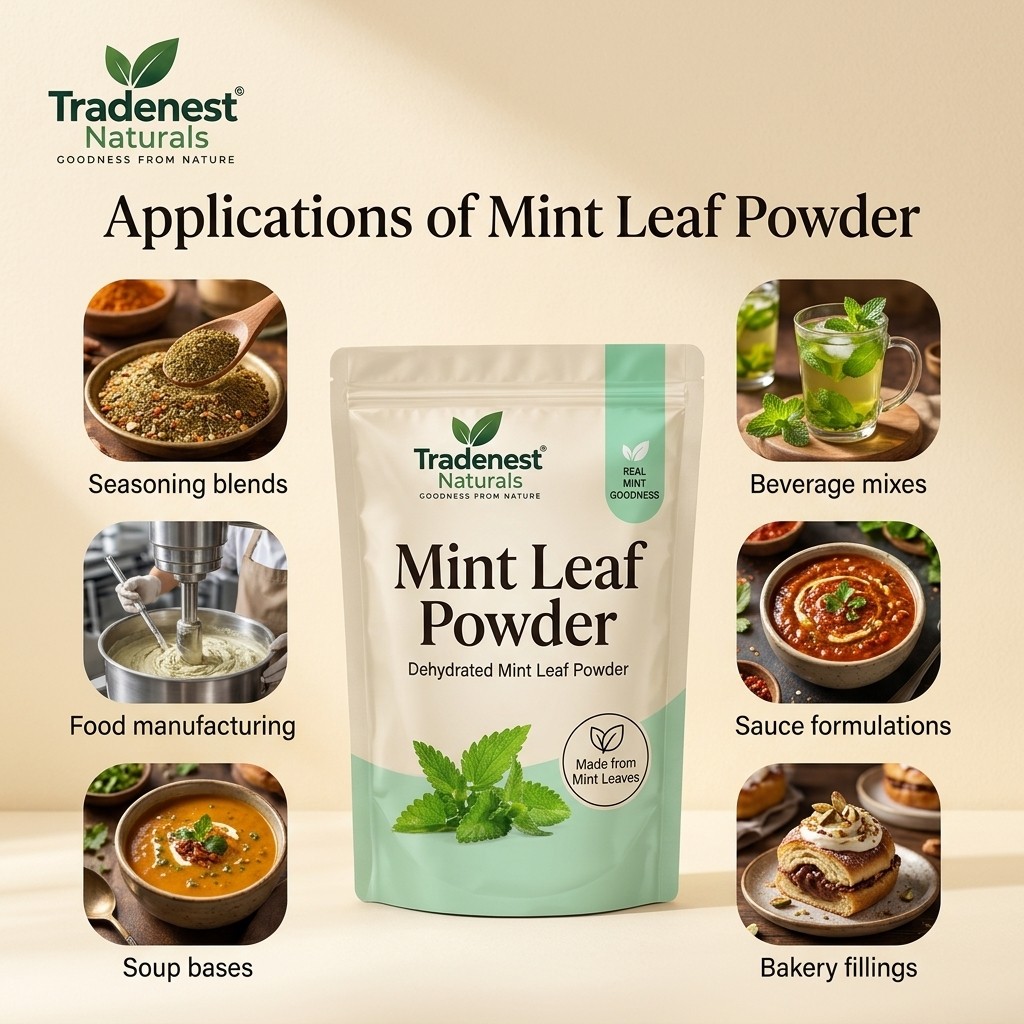 Tradenest®
Naturals
GOODNESS FROM NATURE
Applications of Mint Leaf Powder
Seasoning blends
Food manufacturing
Soup bases
Tradenest®
Naturals
GOODNESS FROM NATURE
REAL
MINT
GOODNESS
Mint Leaf
Powder
Dehydrated Mint Leaf Powder
Made from
Mint Leaves
Beverage mixes
Sauce formulations
Bakery fillings